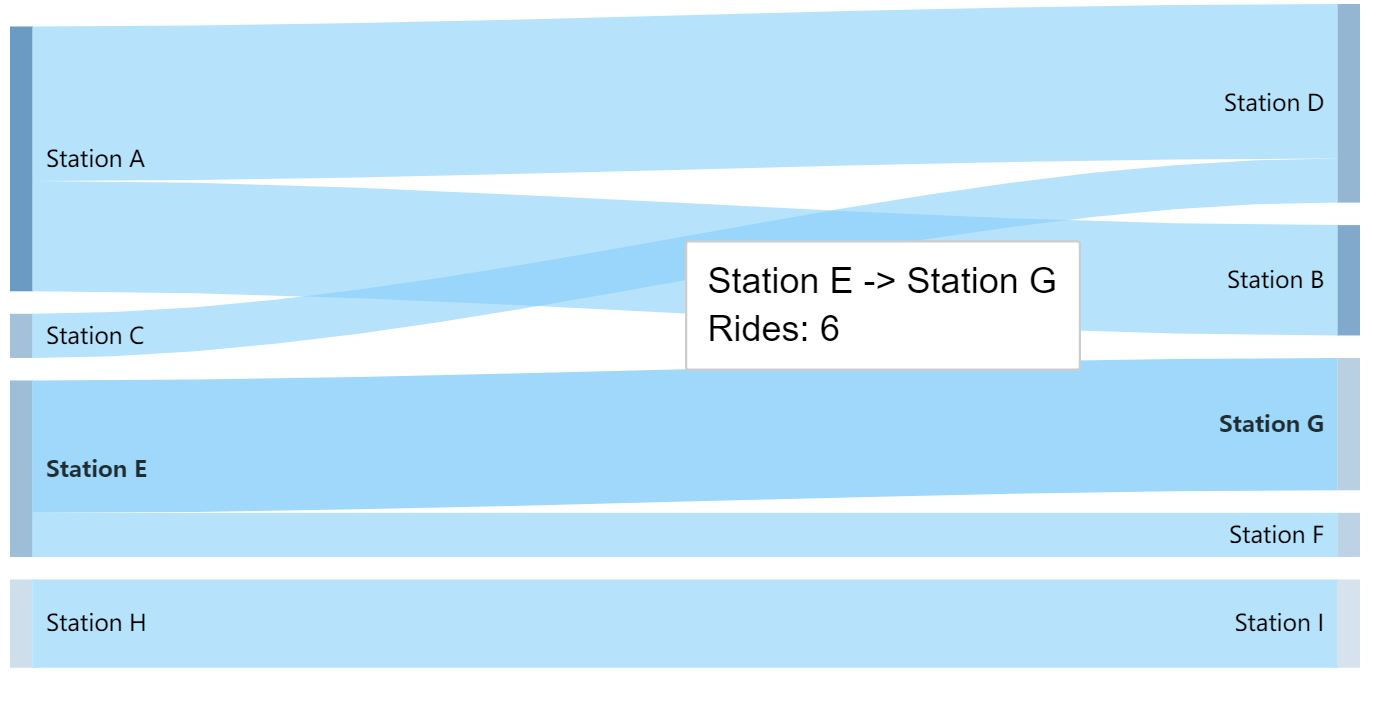 Station D
Station A
Station B
Station E -> Station G
Rides: 6
Station C
Station G
Station E
Station F
Station H
Station I